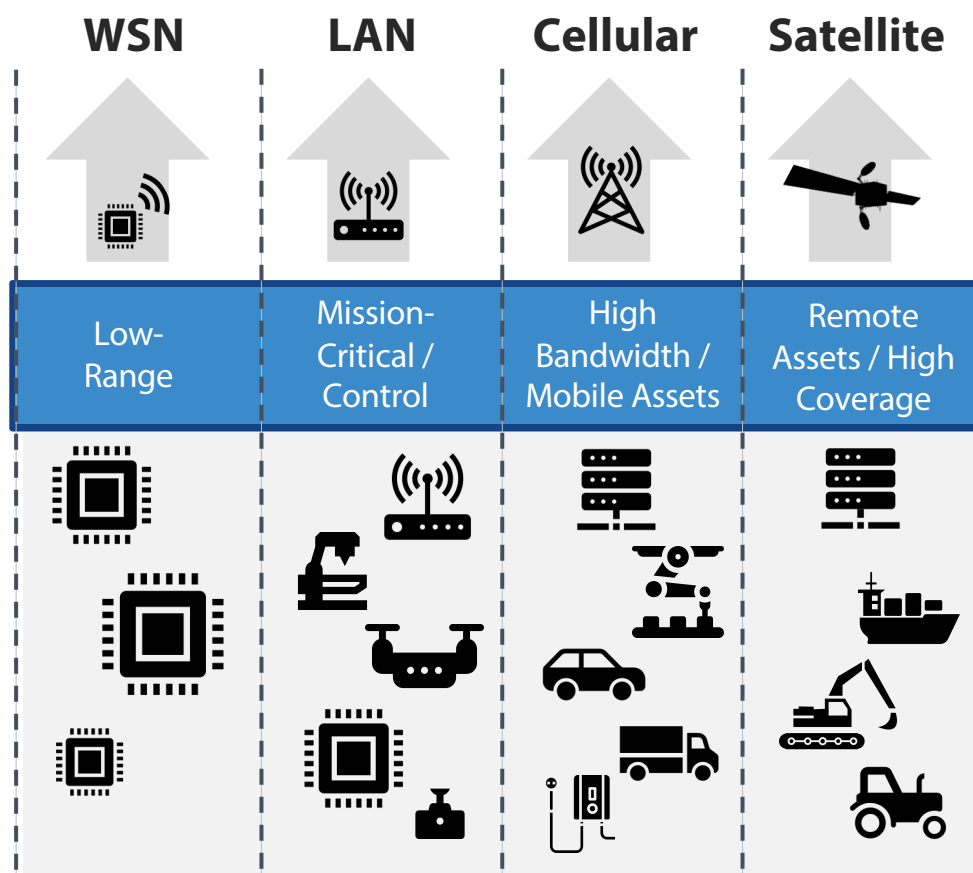 WSN
LAN
Cellular
Satellite
Low-
Range
Mission-
Critical /
Control
High
Bandwidth /
Mobile Assets
Remote
Assets / High
Coverage